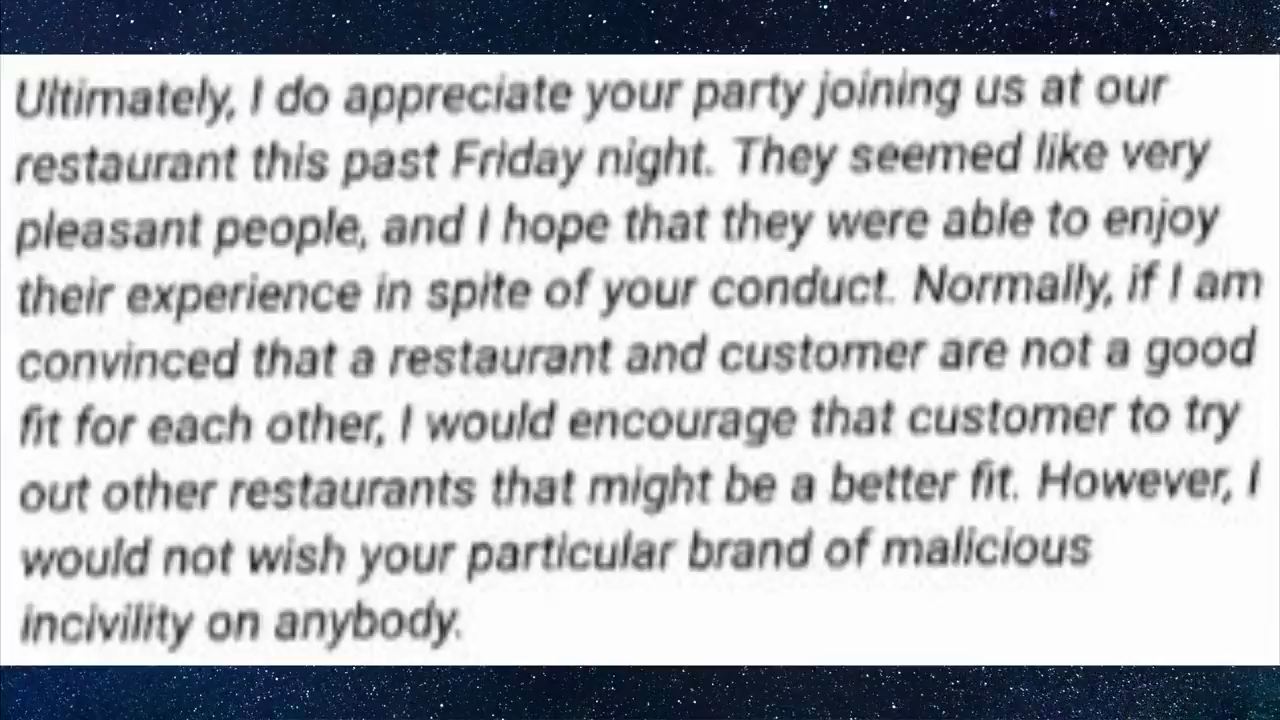 Ultimately, I do appreciate your party joining us at our
restaurant this past Friday night. They seemed like very
pleasant people, and I hope that they were able to enjoy
their experience in spite of your conduct. Normally, if I am
convinced that a restaurant and customer are not a good
fit for each other, I would encourage that customer to try
out other restaurants that might be a better fit. However, I
would not wish your particular brand of malicious
incivility on anybody.